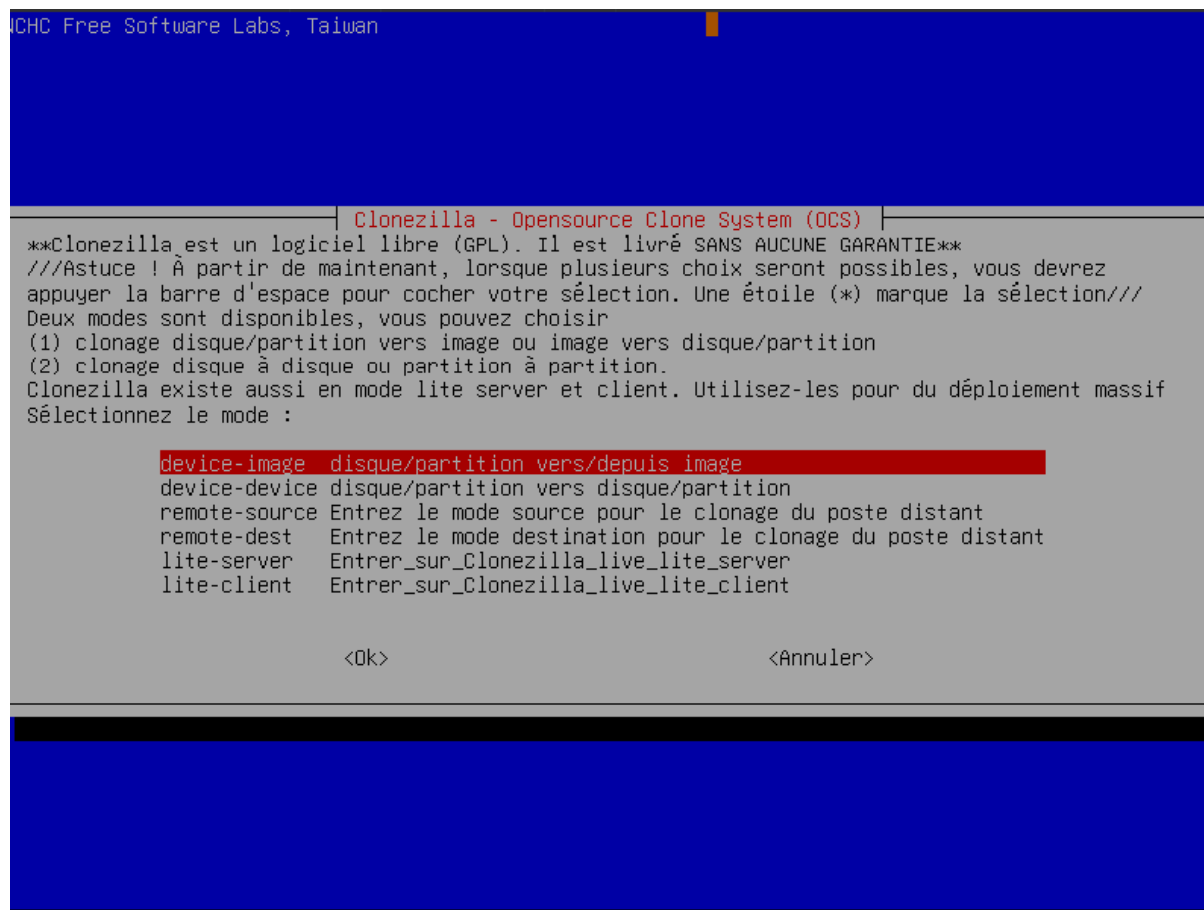 NCHC Free Software Labs, Taiwan
Clonezilla - Opensource Clone System (OCS)
**Clonezilla est un logiciel libre (GPL). Il est livré SANS AUCUNE GARANTIE**
///Astuce ! À partir de maintenant, lorsque plusieurs choix seront possibles, vous devrez
appuyer la barre d'espace pour cocher votre sélection. Une étoile (*) marque la sélection///
Deux modes sont disponibles, vous pouvez choisir
(1) clonage disque/partition vers image ou image vers disque/partition
(2) clonage disque à disque ou partition à partition.
Clonezilla existe aussi en mode lite server et client. Utilisez-les pour du déploiement massif
Sélectionnez le mode :
device-image disque/partition vers/depuis image
device-device disque/partition vers disque/partition
remote-source Entrez le mode source pour le clonage du poste distant
remote-dest Entrez le mode destination pour le clonage du poste distant
lite-server Entrer_sur_Clonezilla_live_lite_server
lite-client Entrer_sur_Clonezilla_live_lite_client
<Ok> <Annuler>